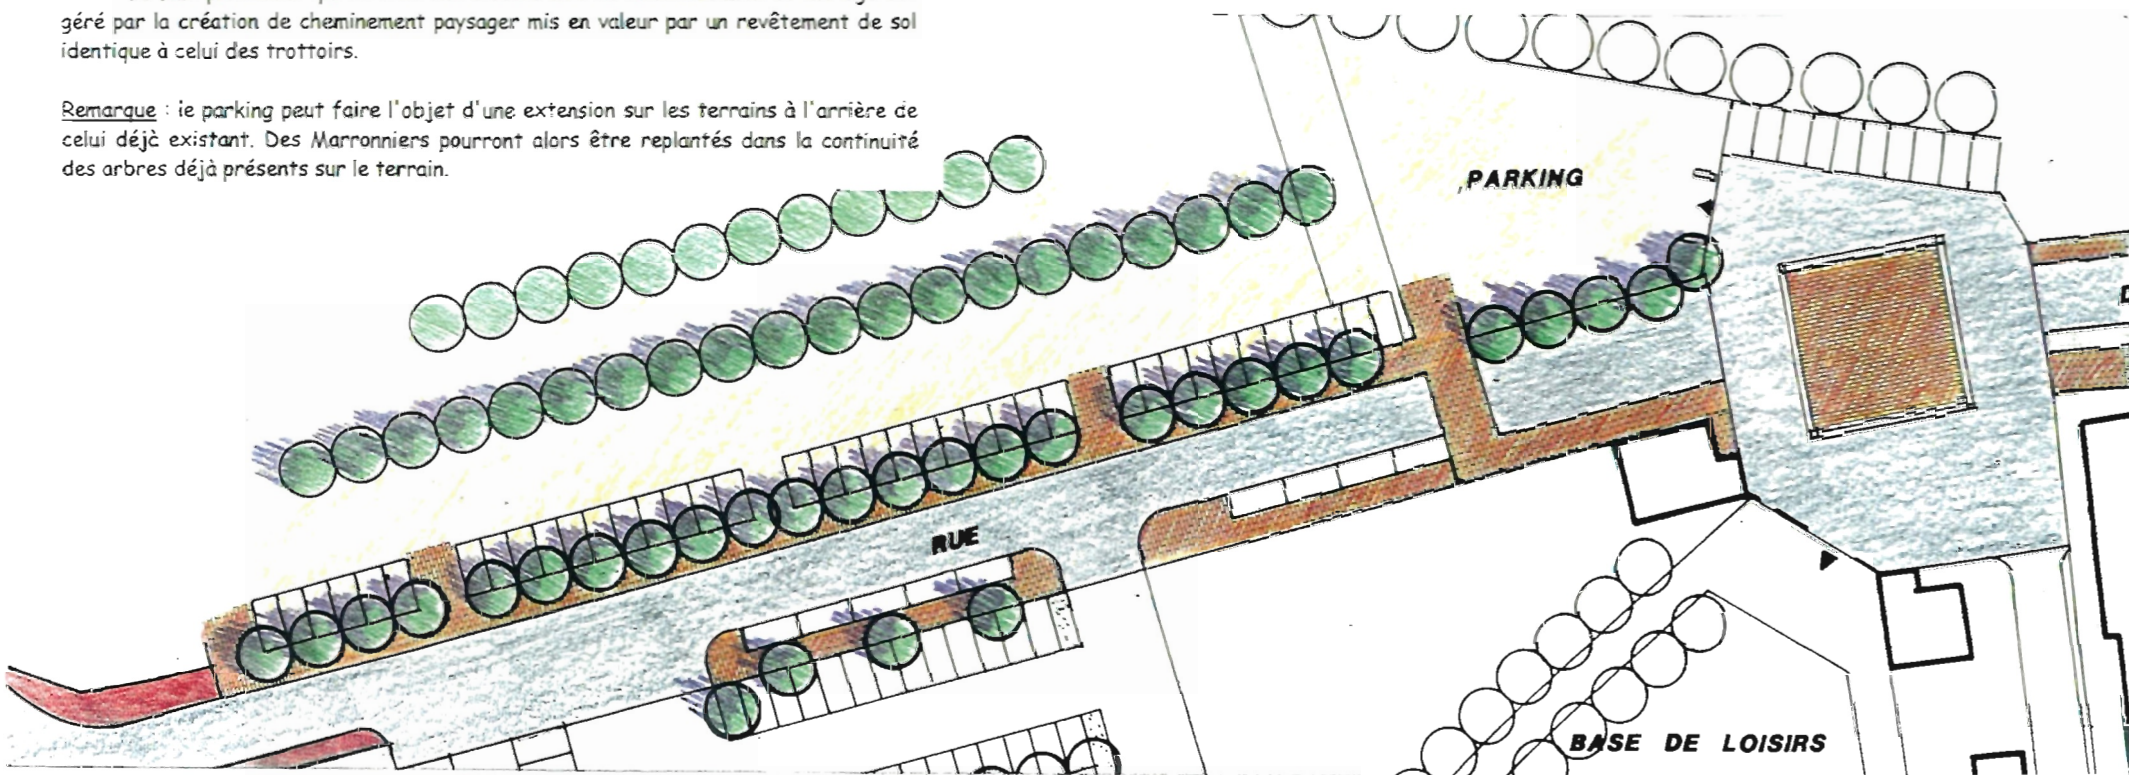 géré par la création de cheminement paysager mis en valeur par un revêtement de sol
identique à celui des trottoirs.
Remarque : le parking peut faire l'objet d'une extension sur les terrains à l'arrière de
celui déjà existant. Des Marronniers pourront alors être replantés dans la continuité
des arbres déjà présents sur le terrain.
PARKING
RUE
BASE DE LOISIRS